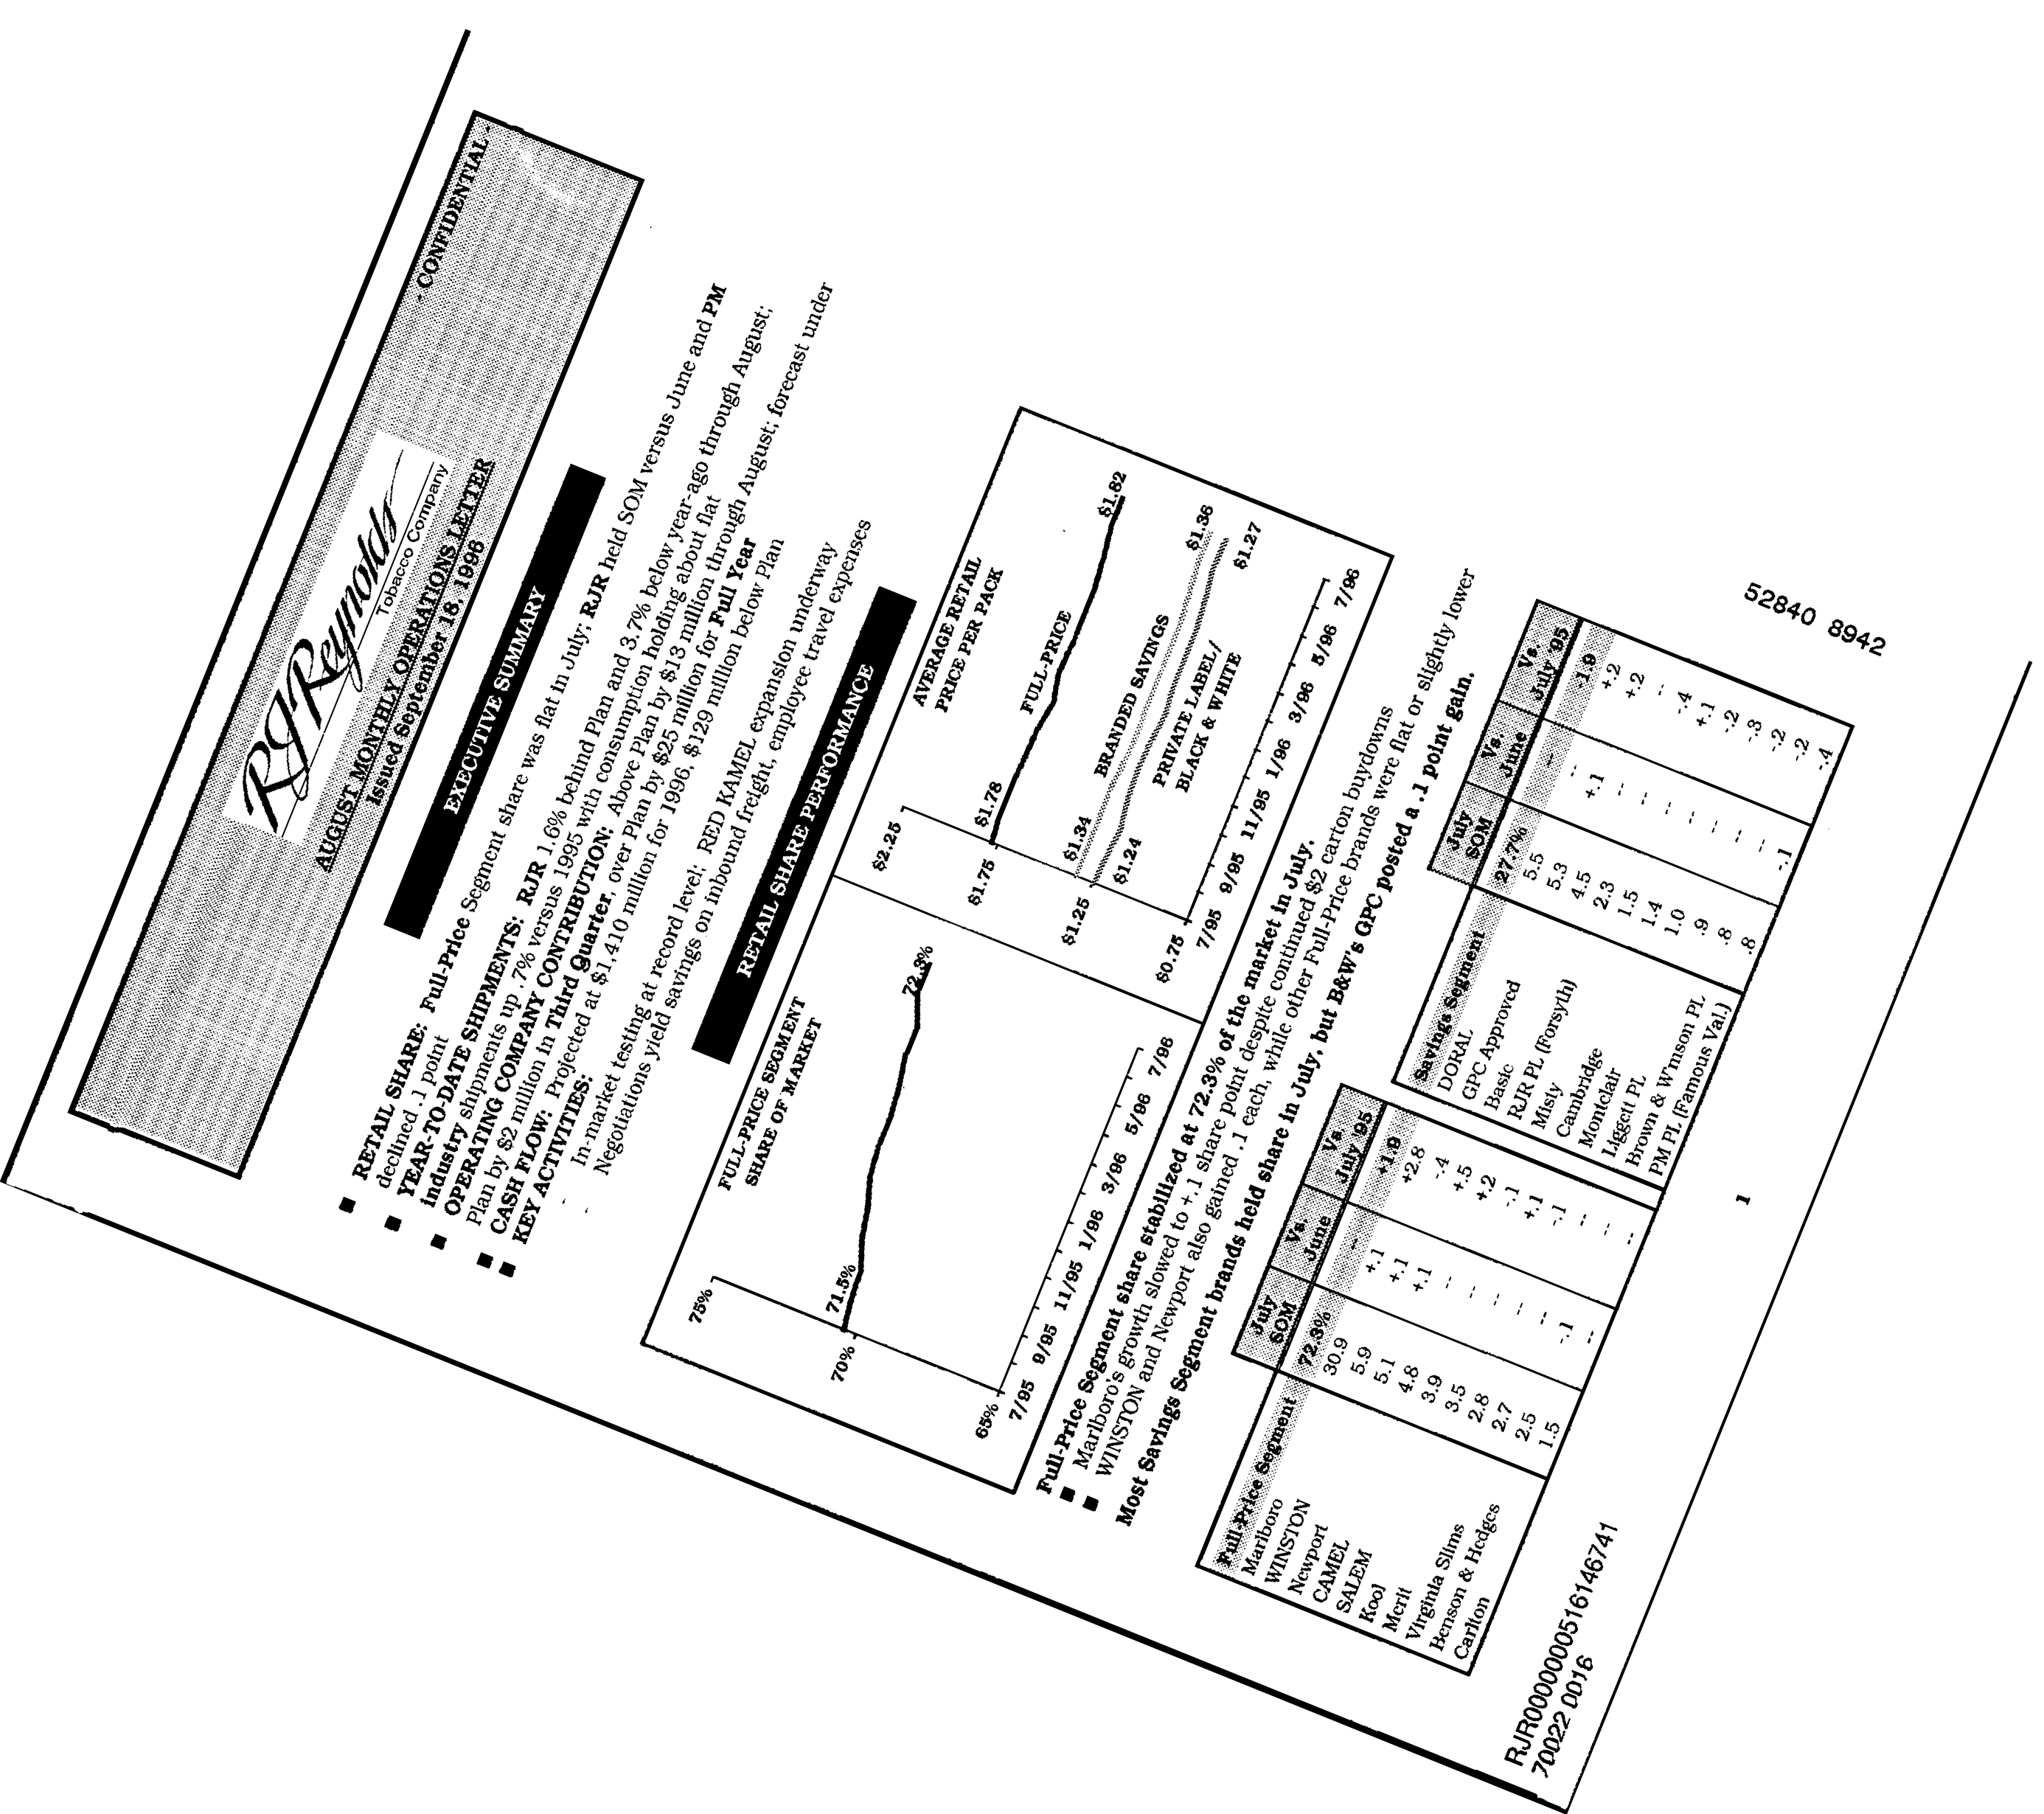 - CONFIDENTIAL -
RJReynolds
Tobacco Company
AUGUST MONTHLY OPERATIONS LETTER
Issued September 18, 1996
EXECUTIVE SUMMARY
■ RETAIL SHARE: Full-Price Segment share was flat in July; RJR held SOM versus June and PM
declined .1 point
■ YEAR-TO-DATE SHIPMENTS: RJR 1.6% behind Plan and 3.7% below year-ago through August;
Industry shipments up .7% versus 1995 with consumption holding about flat
■ OPERATING COMPANY CONTRIBUTION: Above Plan by $13 million through August; forecast under
Plan by $2 million in Third Quarter, over Plan by $25 million for Full Year
■ CASH FLOW: Projected at $1,410 million for 1996, $129 million below Plan
■ KEY ACTIVITIES:
- In-market testing at record level; RED KAMEL expansion underway
- Negotiations yield savings on inbound freight, employee travel expenses
RETAIL SHARE PERFORMANCE
FULL-PRICE SEGMENT
SHARE OF MARKET
75%
71.5%
72.3%
70%
65%
7/95 9/95 11/95 1/96 3/96 5/96 7/96
AVERAGE RETAIL
PRICE PER PACK
$2.25
$1.78
FULL-PRICE
$1.82
$1.75
$1.34
BRANDED SAVINGS
$1.36
$1.25
$1.24
PRIVATE LABEL/
BLACK & WHITE
$1.27
$0.75
7/95 9/95 11/95 1/96 3/96 5/96 7/96
Full-Price Segment share stabilized at 72.3% of the market in July.
■ Marlboro's growth slowed to +.1 share point despite continued $2 carton buydowns
■ WINSTON and Newport also gained .1 each, while other Full-Price brands were flat or slightly lower
Most Savings Segment brands held share in July, but B&W's GPC posted a .1 point gain.
July SOM Vs. June Vs. July '95
Full-Price Segment 72.3% -- +1.9
Marlboro 30.9 +.1 +2.8
WINSTON 5.9 +.1 -.4
Newport 5.1 +.1 +.5
CAMEL 4.8 -- +.2
SALEM 3.9 -- -.1
Kool 3.5 -- +.1
Merit 2.8 -- -.1
Virginia Slims 2.7 -- --
Benson & Hedges 2.5 -.1 --
Carlton 1.5 -- --
July SOM Vs. June Vs. July '95
Savings Segment 27.7% -- -1.9
DORAL 5.5 -- +.2
GPC Approved 5.3 +.1 +.2
Basic 4.5 -- --
RJR PL (Forsyth) 2.3 -- -.4
Misty 1.5 -- +.1
Cambridge 1.4 -- -.2
Montclair 1.0 -- -.3
Liggett PL .9 -- -.2
Brown & W'mson PL .8 -- -.2
PM PL (Famous Val.) .8 -.1 -.4
1
52840 8942
RJR0000000516146741
70022 0016